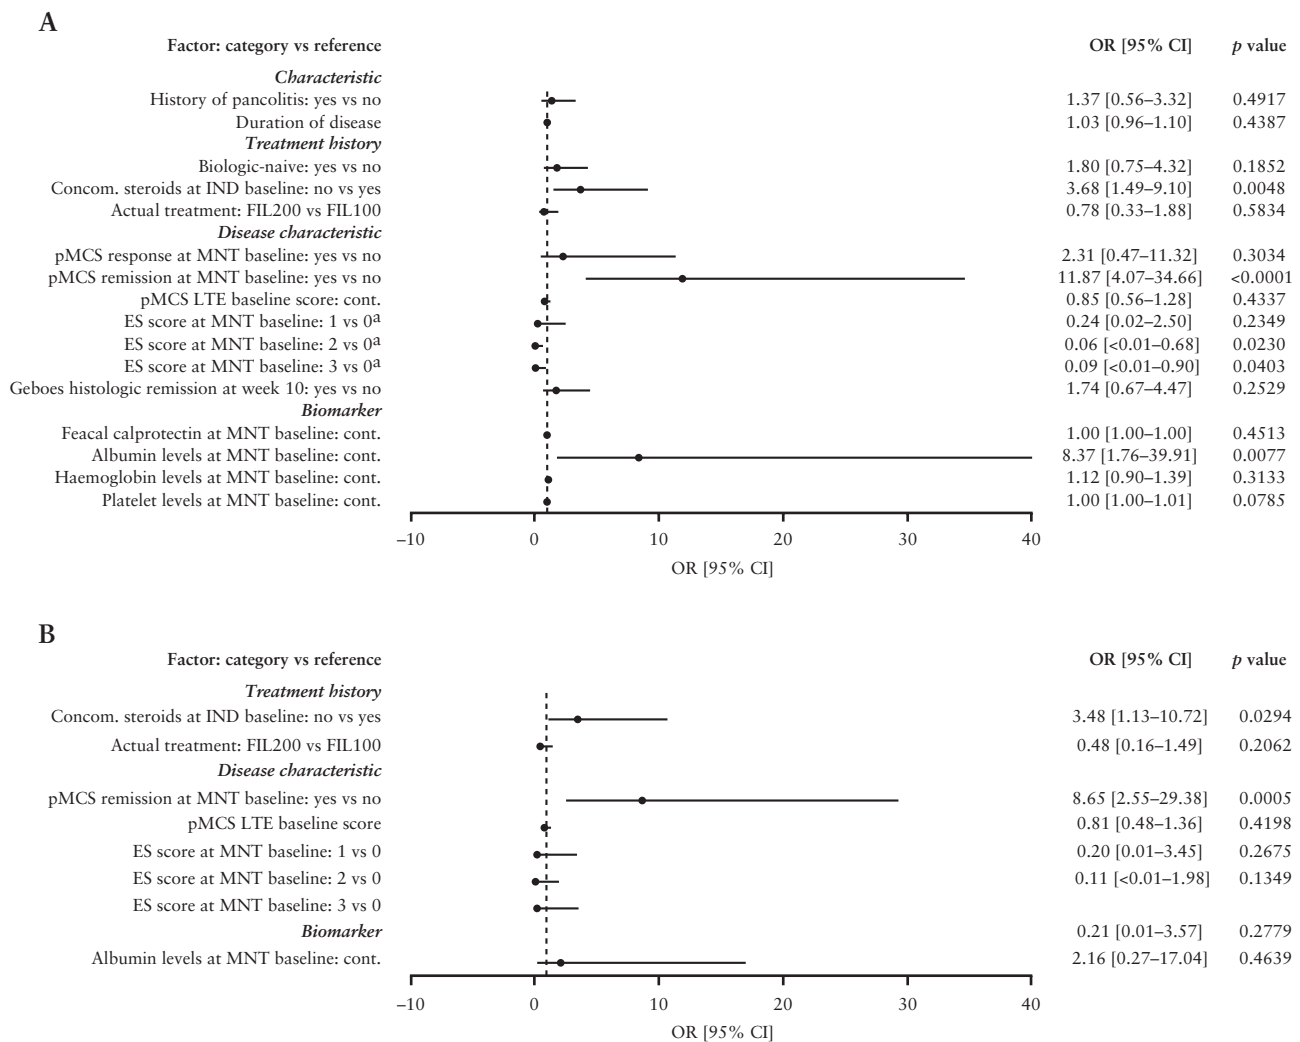 A
Factor: category vs reference OR [95% CI] p value
Characteristic
History of pancolitis: yes vs no 1.37 [0.56–3.32] 0.4917
Duration of disease 1.03 [0.96–1.10] 0.4387
Treatment history
Biologic-naive: yes vs no 1.80 [0.75–4.32] 0.1852
Concom. steroids at IND baseline: no vs yes 3.68 [1.49–9.10] 0.0048
Actual treatment: FIL200 vs FIL100 0.78 [0.33–1.88] 0.5834
Disease characteristic
pMCS response at MNT baseline: yes vs no 2.31 [0.47–11.32] 0.3034
pMCS remission at MNT baseline: yes vs no 11.87 [4.07–34.66] <0.0001
pMCS LTE baseline score: cont. 0.85 [0.56–1.28] 0.4337
ES score at MNT baseline: 1 vs 0a 0.24 [0.02–2.50] 0.2349
ES score at MNT baseline: 2 vs 0a 0.06 [<0.01–0.68] 0.0230
ES score at MNT baseline: 3 vs 0a 0.09 [<0.01–0.90] 0.0403
Geboes histologic remission at week 10: yes vs no 1.74 [0.67–4.47] 0.2529
Biomarker
Feacal calprotectin at MNT baseline: cont. 1.00 [1.00–1.00] 0.4513
Albumin levels at MNT baseline: cont. 8.37 [1.76–39.91] 0.0077
Haemoglobin levels at MNT baseline: cont. 1.12 [0.90–1.39] 0.3133
Platelet levels at MNT baseline: cont. 1.00 [1.00–1.01] 0.0785
–10 0 10 20 30 40
OR [95% CI]
B
Factor: category vs reference OR [95% CI] p value
Treatment history
Concom. steroids at IND baseline: no vs yes 3.48 [1.13–10.72] 0.0294
Actual treatment: FIL200 vs FIL100 0.48 [0.16–1.49] 0.2062
Disease characteristic
pMCS remission at MNT baseline: yes vs no 8.65 [2.55–29.38] 0.0005
pMCS LTE baseline score 0.81 [0.48–1.36] 0.4198
ES score at MNT baseline: 1 vs 0 0.20 [0.01–3.45] 0.2675
ES score at MNT baseline: 2 vs 0 0.11 [<0.01–1.98] 0.1349
ES score at MNT baseline: 3 vs 0
Biomarker 0.21 [0.01–3.57] 0.2779
Albumin levels at MNT baseline: cont. 2.16 [0.27–17.04] 0.4639
–10 0 10 20 30 40
OR [95% CI]